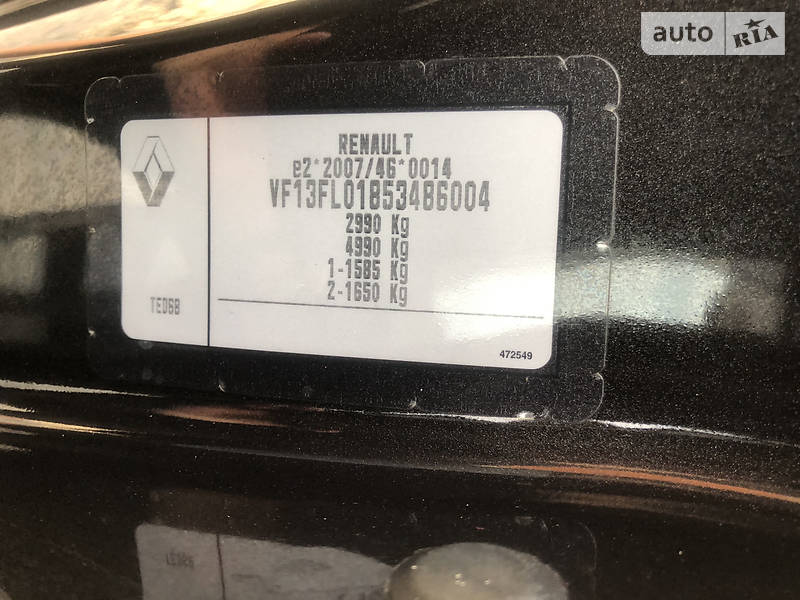 auto RIA
RENAULT
e2*2007/46*0014
VF13FL01853486004
2990 Kg
4990 Kg
1-1585 Kg
2-1650 Kg
TED6B
472549